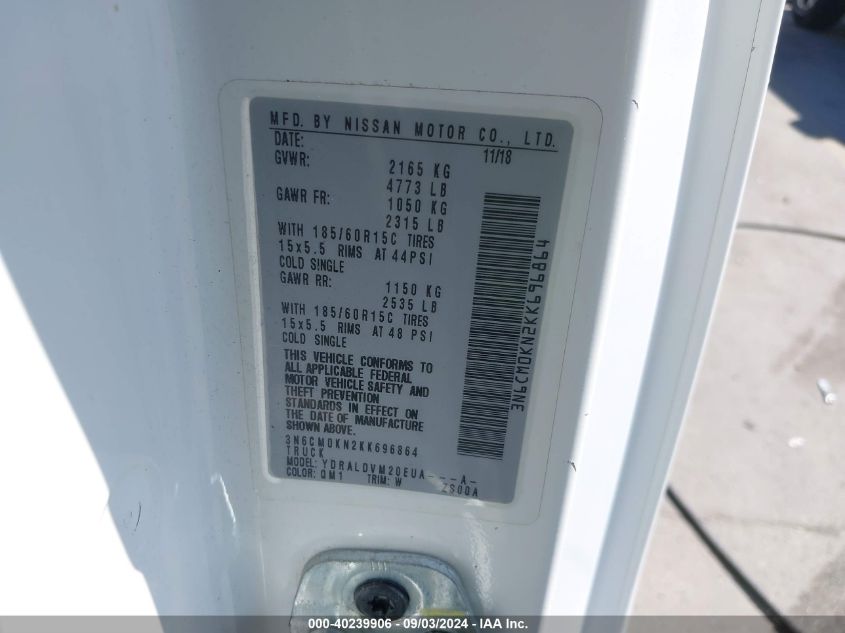 MFD. BY NISSAN MOTOR CO., LTD.
DATE: 11/18
GVWR: 2165 KG
4773 LB
GAWR FR: 1050 KG
2315 LB
WITH 185/60R15C TIRES
15x5.5 RIMS AT 44PSI
COLD SINGLE
GAWR RR: 1150 KG
2535 LB
WITH 185/60R15C TIRES
15x5.5 RIMS AT 48 PSI
COLD SINGLE
THIS VEHICLE CONFORMS TO
ALL APPLICABLE FEDERAL
MOTOR VEHICLE SAFETY AND
THEFT PREVENTION
STANDARDS IN EFFECT ON
THE DATE OF MANUFACTURE
SHOWN ABOVE.
3N6CM0KN2KK696864
TRUCK
MODEL: YDRALDVM20EUA---A-
COLOR: QM1 TRIM: W ZS00A
3N6CM0KN2KK696864
000-40239906 - 09/03/2024 - IAA Inc.